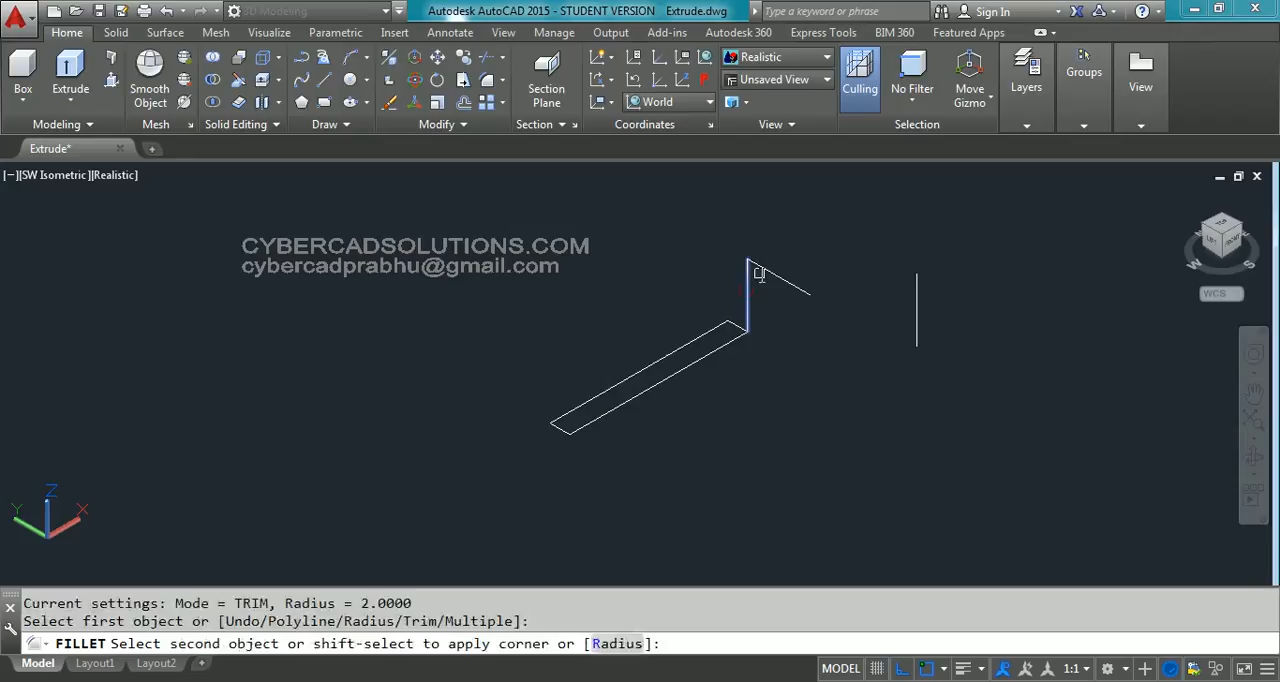 Autodesk AutoCAD 2015 - STUDENT VERSION Extrude.dwg
3D Modeling
Type a keyword or phrase
Sign In
Home Solid Surface Mesh Visualize Parametric Insert Annotate View Manage Output Add-ins Autodesk 360 Express Tools BIM 360 Featured Apps
Box
Extrude
Smooth
Object
Section
Plane
Realistic
Unsaved View
World
Culling
No Filter
Move
Gizmo
Layers
Groups
View
Modeling
Mesh
Solid Editing
Draw
Modify
Section
Coordinates
View
Selection
Extrude*
[−][SW Isometric][Realistic]
CYBERCADSOLUTIONS.COM
cybercadprabhu@gmail.com
TOP
LEFT
FRONT
W
S
WCS
Z
Y
X
Current settings: Mode = TRIM, Radius = 2.0000
Select first object or [Undo/Polyline/Radius/Trim/Multiple]:
FILLET Select second object or shift-select to apply corner or [Radius]:
Model Layout1 Layout2
MODEL
1:1